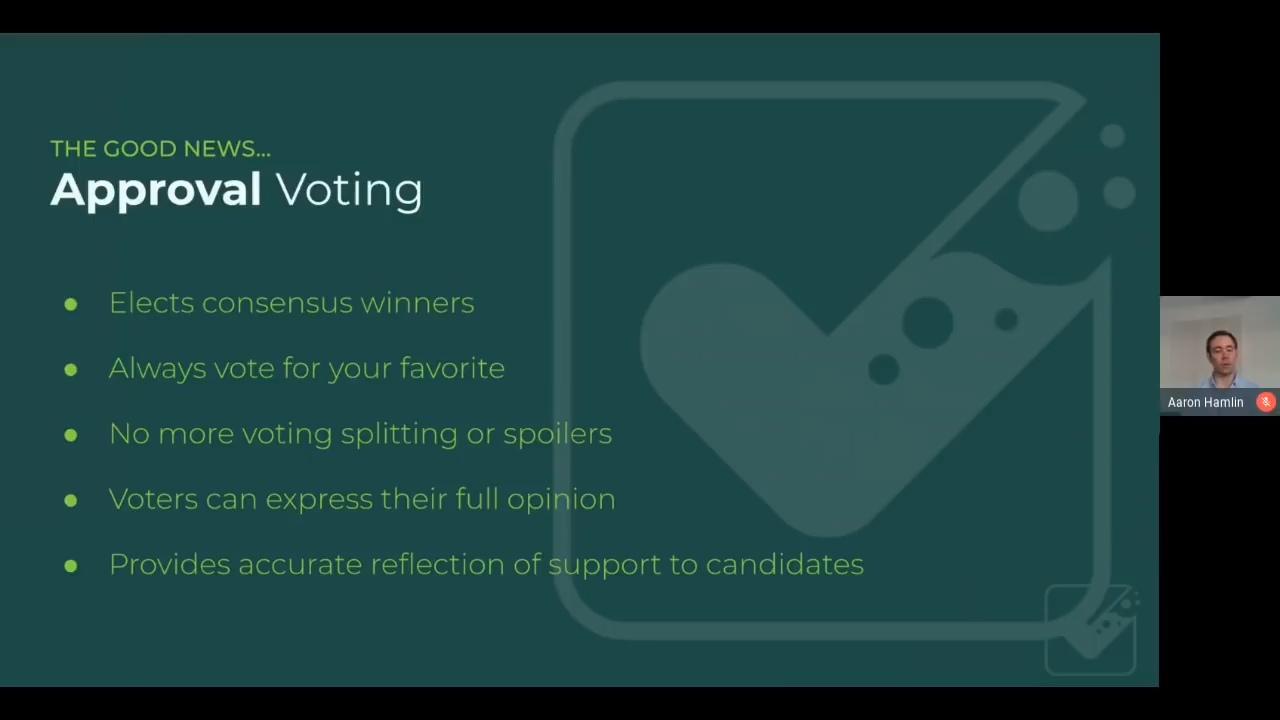 THE GOOD NEWS...
Approval Voting
Elects consensus winners
Always vote for your favorite
No more voting splitting or spoilers
Voters can express their full opinion
Provides accurate reflection of support to candidates
Aaron Hamlin